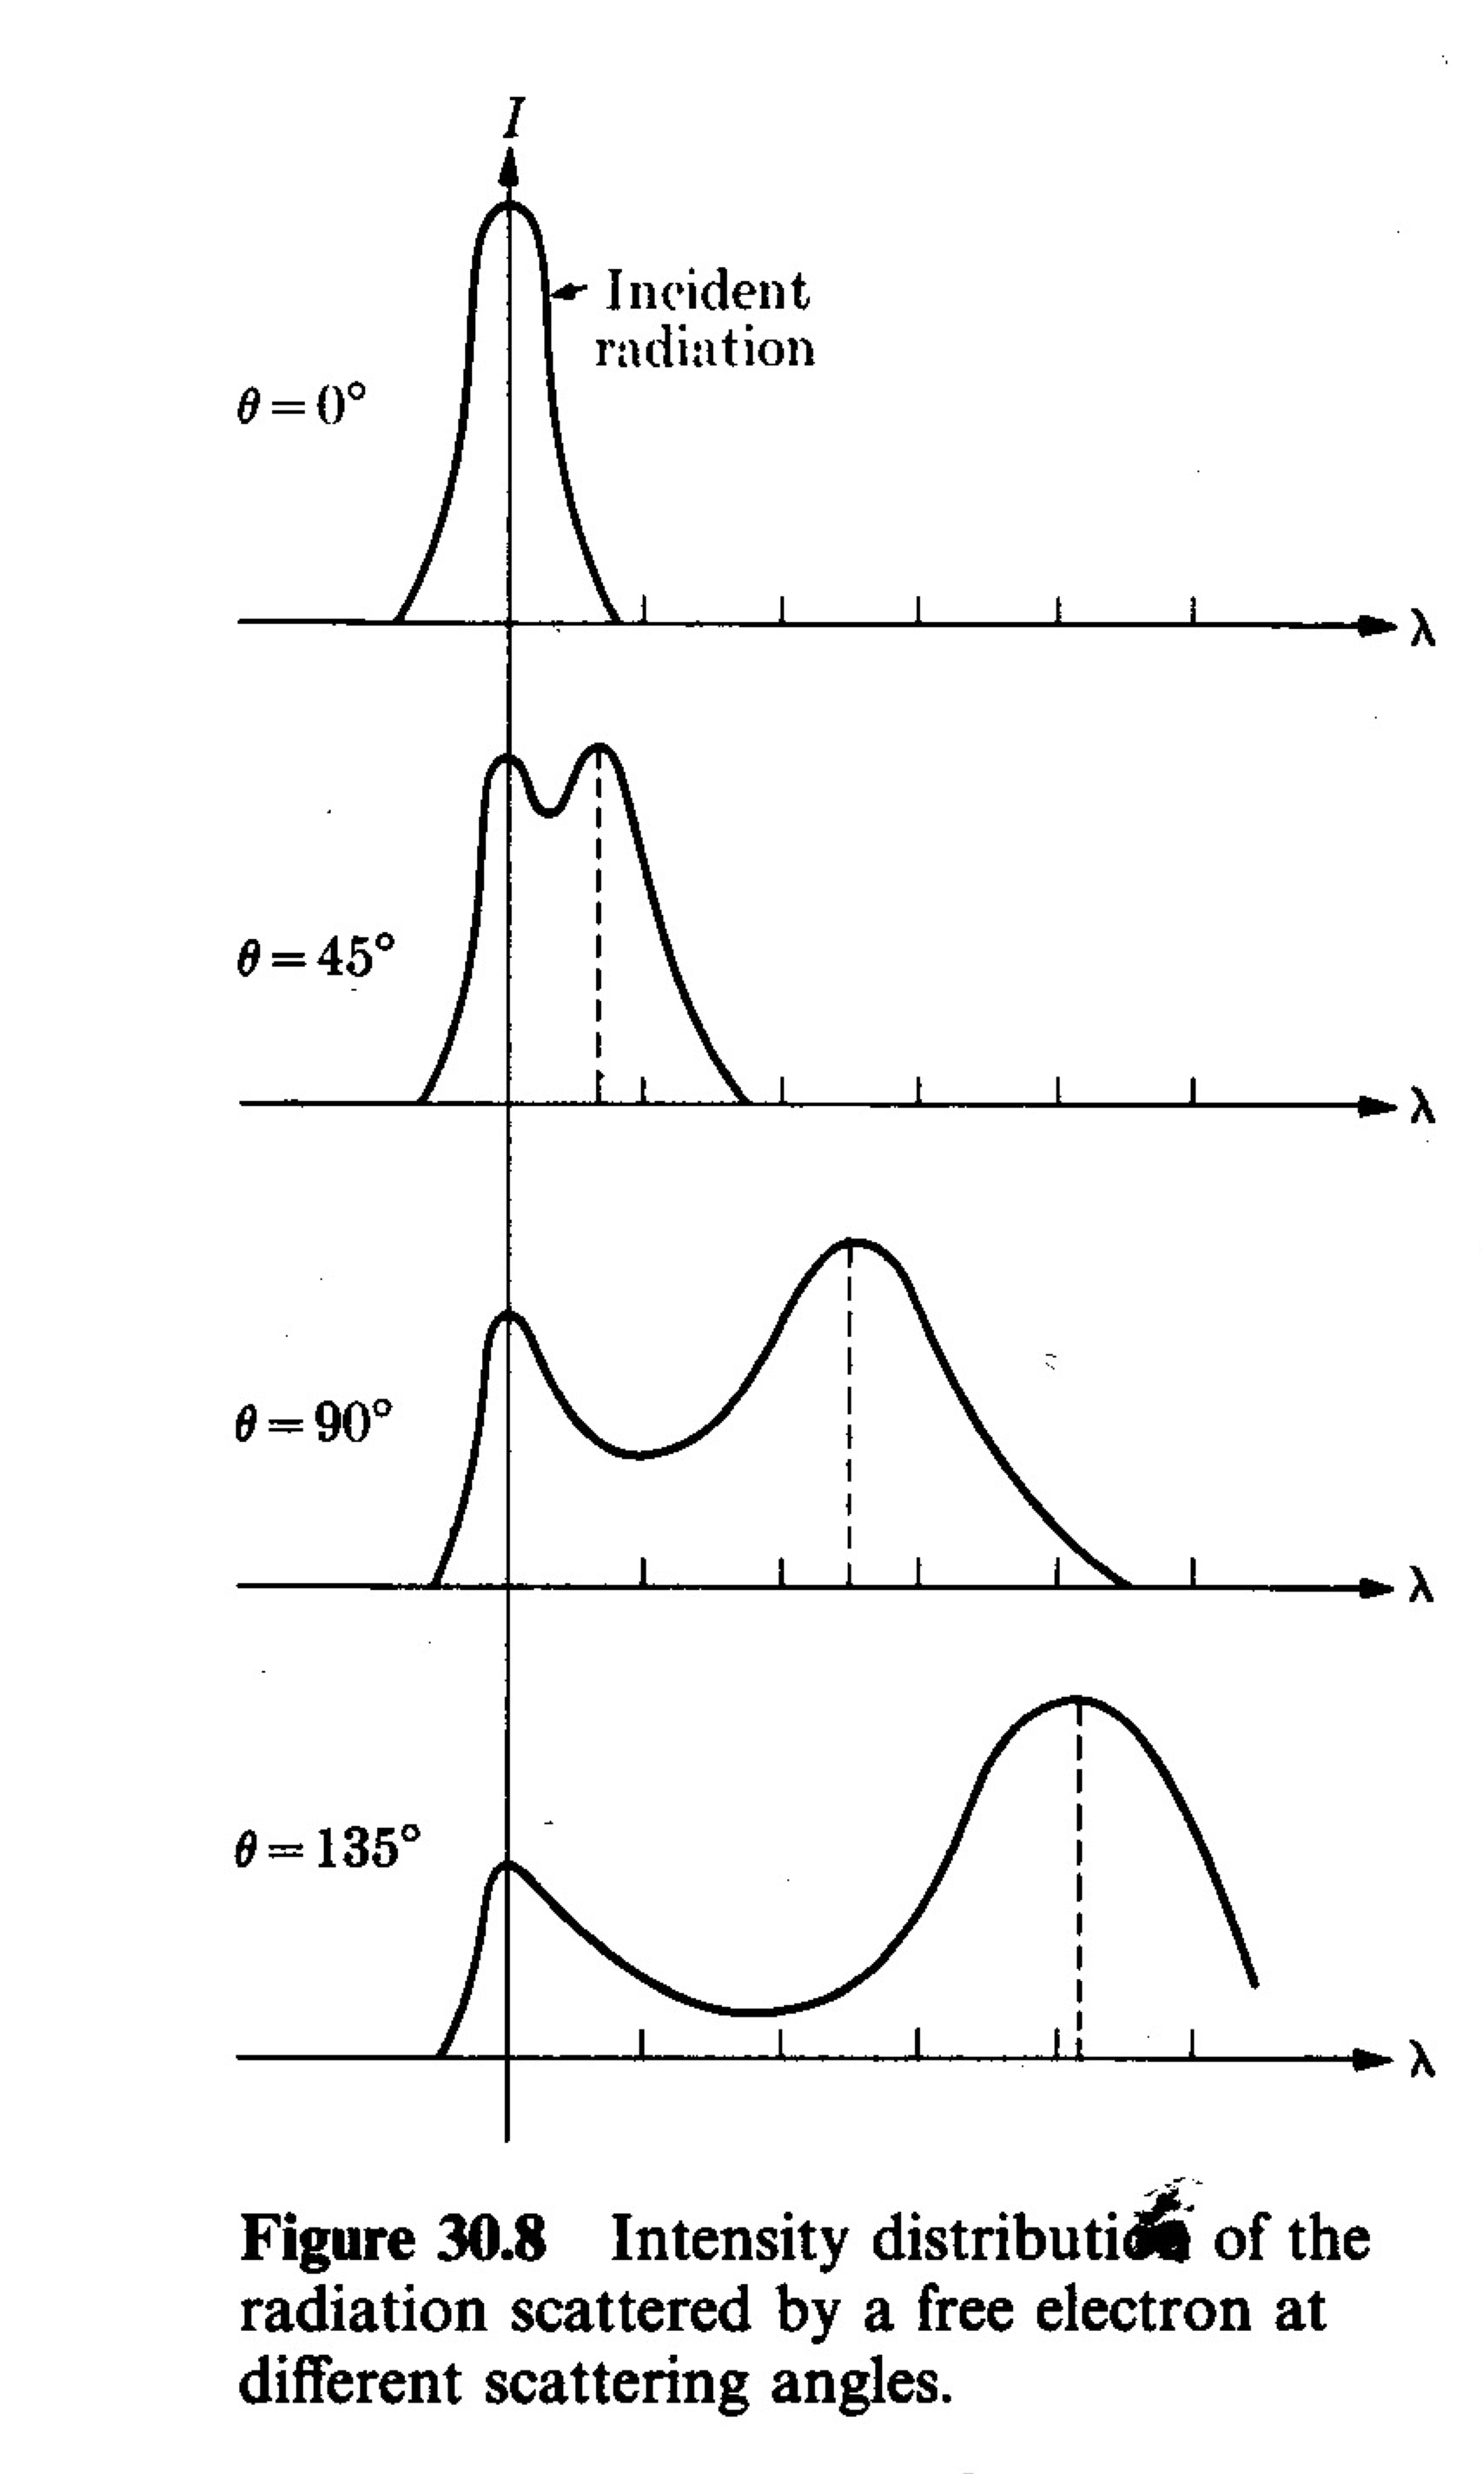 I
Incident
radiation
θ = 0°
λ
θ = 45°
λ
θ = 90°
λ
θ = 135°
λ
Figure 30.8 Intensity distribution of the
radiation scattered by a free electron at
different scattering angles.